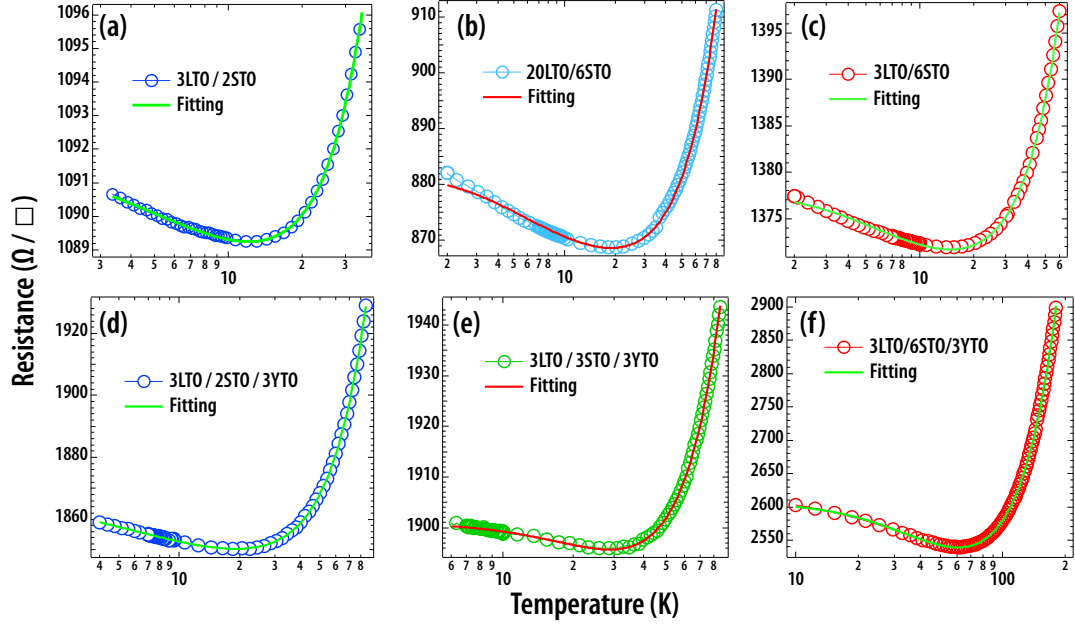 Resistance (Ω / □)
(a)
1096
1095
1094
1093
1092
1091
1090
1089
3LTO / 2STO
Fitting
3 4 5 6 7 8 9 10 2 3
(b)
910
900
890
880
870
20LTO/6STO
Fitting
2 3 4 5 6 7 8 10 2 3 4 5 6 7 8
(c)
1395
1385
1375
3LTO/6STO
Fitting
2 3 4 5 6 7 8 10 2 3 4 5 6
(d)
1920
1900
1880
1860
3LTO / 2STO / 3YTO
Fitting
4 5 6 7 8 9 10 2 3 4 5 6 7 8
(e)
1940
1930
1920
1910
1900
3LTO / 3STO / 3YTO
Fitting
6 7 8 9 10 2 3 4 5 6 7 8
(f)
2900
2850
2800
2750
2700
2650
2600
2550
3LTO/6STO/3YTO
Fitting
10 2 3 4 5 6 7 8 100 2
Temperature (K)